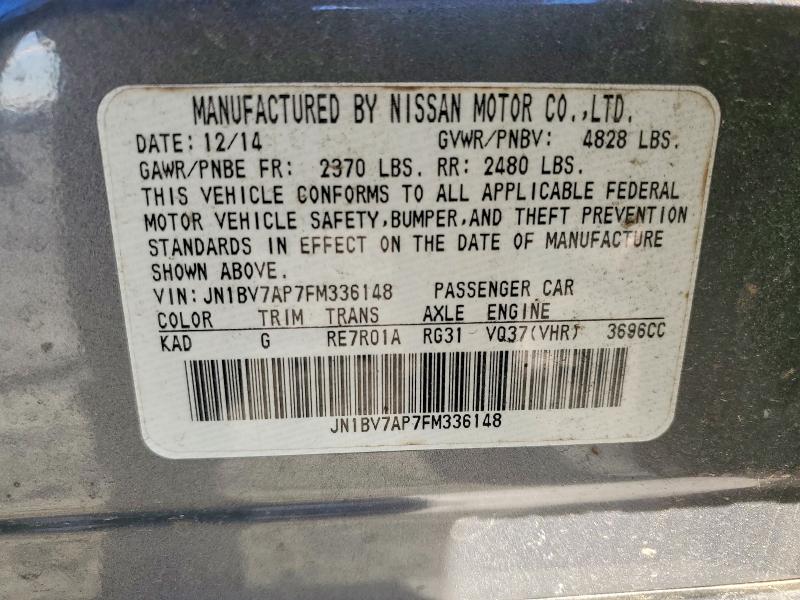 MANUFACTURED BY NISSAN MOTOR CO.,LTD.
DATE: 12/14 GVWR/PNBV: 4828 LBS.
GAWR/PNBE FR: 2370 LBS. RR: 2480 LBS.
THIS VEHICLE CONFORMS TO ALL APPLICABLE FEDERAL
MOTOR VEHICLE SAFETY,BUMPER,AND THEFT PREVENTION
STANDARDS IN EFFECT ON THE DATE OF MANUFACTURE
SHOWN ABOVE.
VIN: JN1BV7AP7FM336148 PASSENGER CAR
COLOR TRIM TRANS AXLE ENGINE
KAD G RE7R01A RG31 VQ37(VHR) 3696CC
JN1BV7AP7FM336148